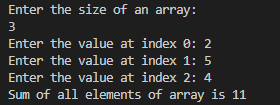 Enter the size of an array:
3
Enter the value at index 0: 2
Enter the value at index 1: 5
Enter the value at index 2: 4
Sum of all elements of array is 11